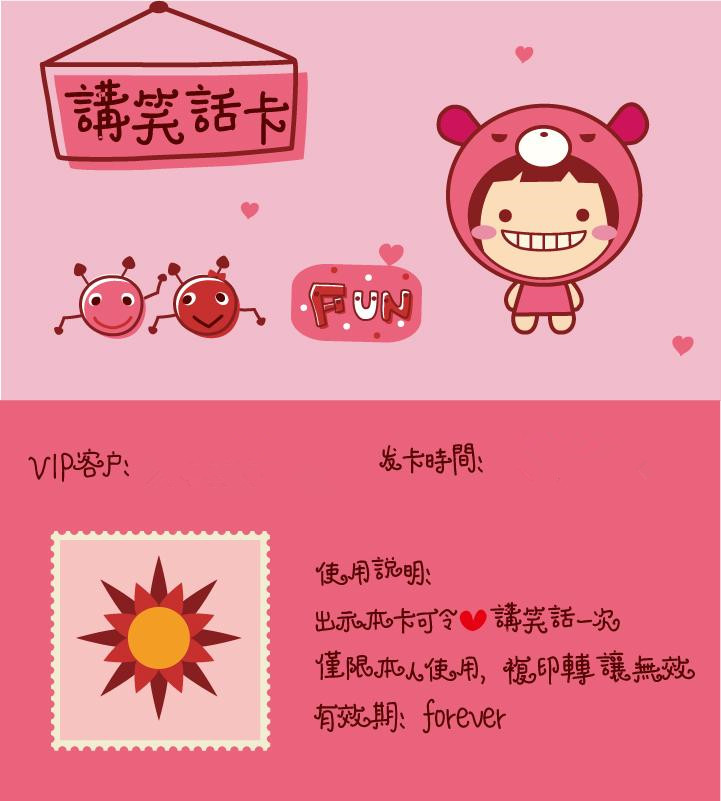 講笑話卡
FUN
VIP客户:
发卡時間:
使用説明:
出示本卡可令❤講笑話一次
僅限本人使用, 複印轉讓無效
有效期: forever